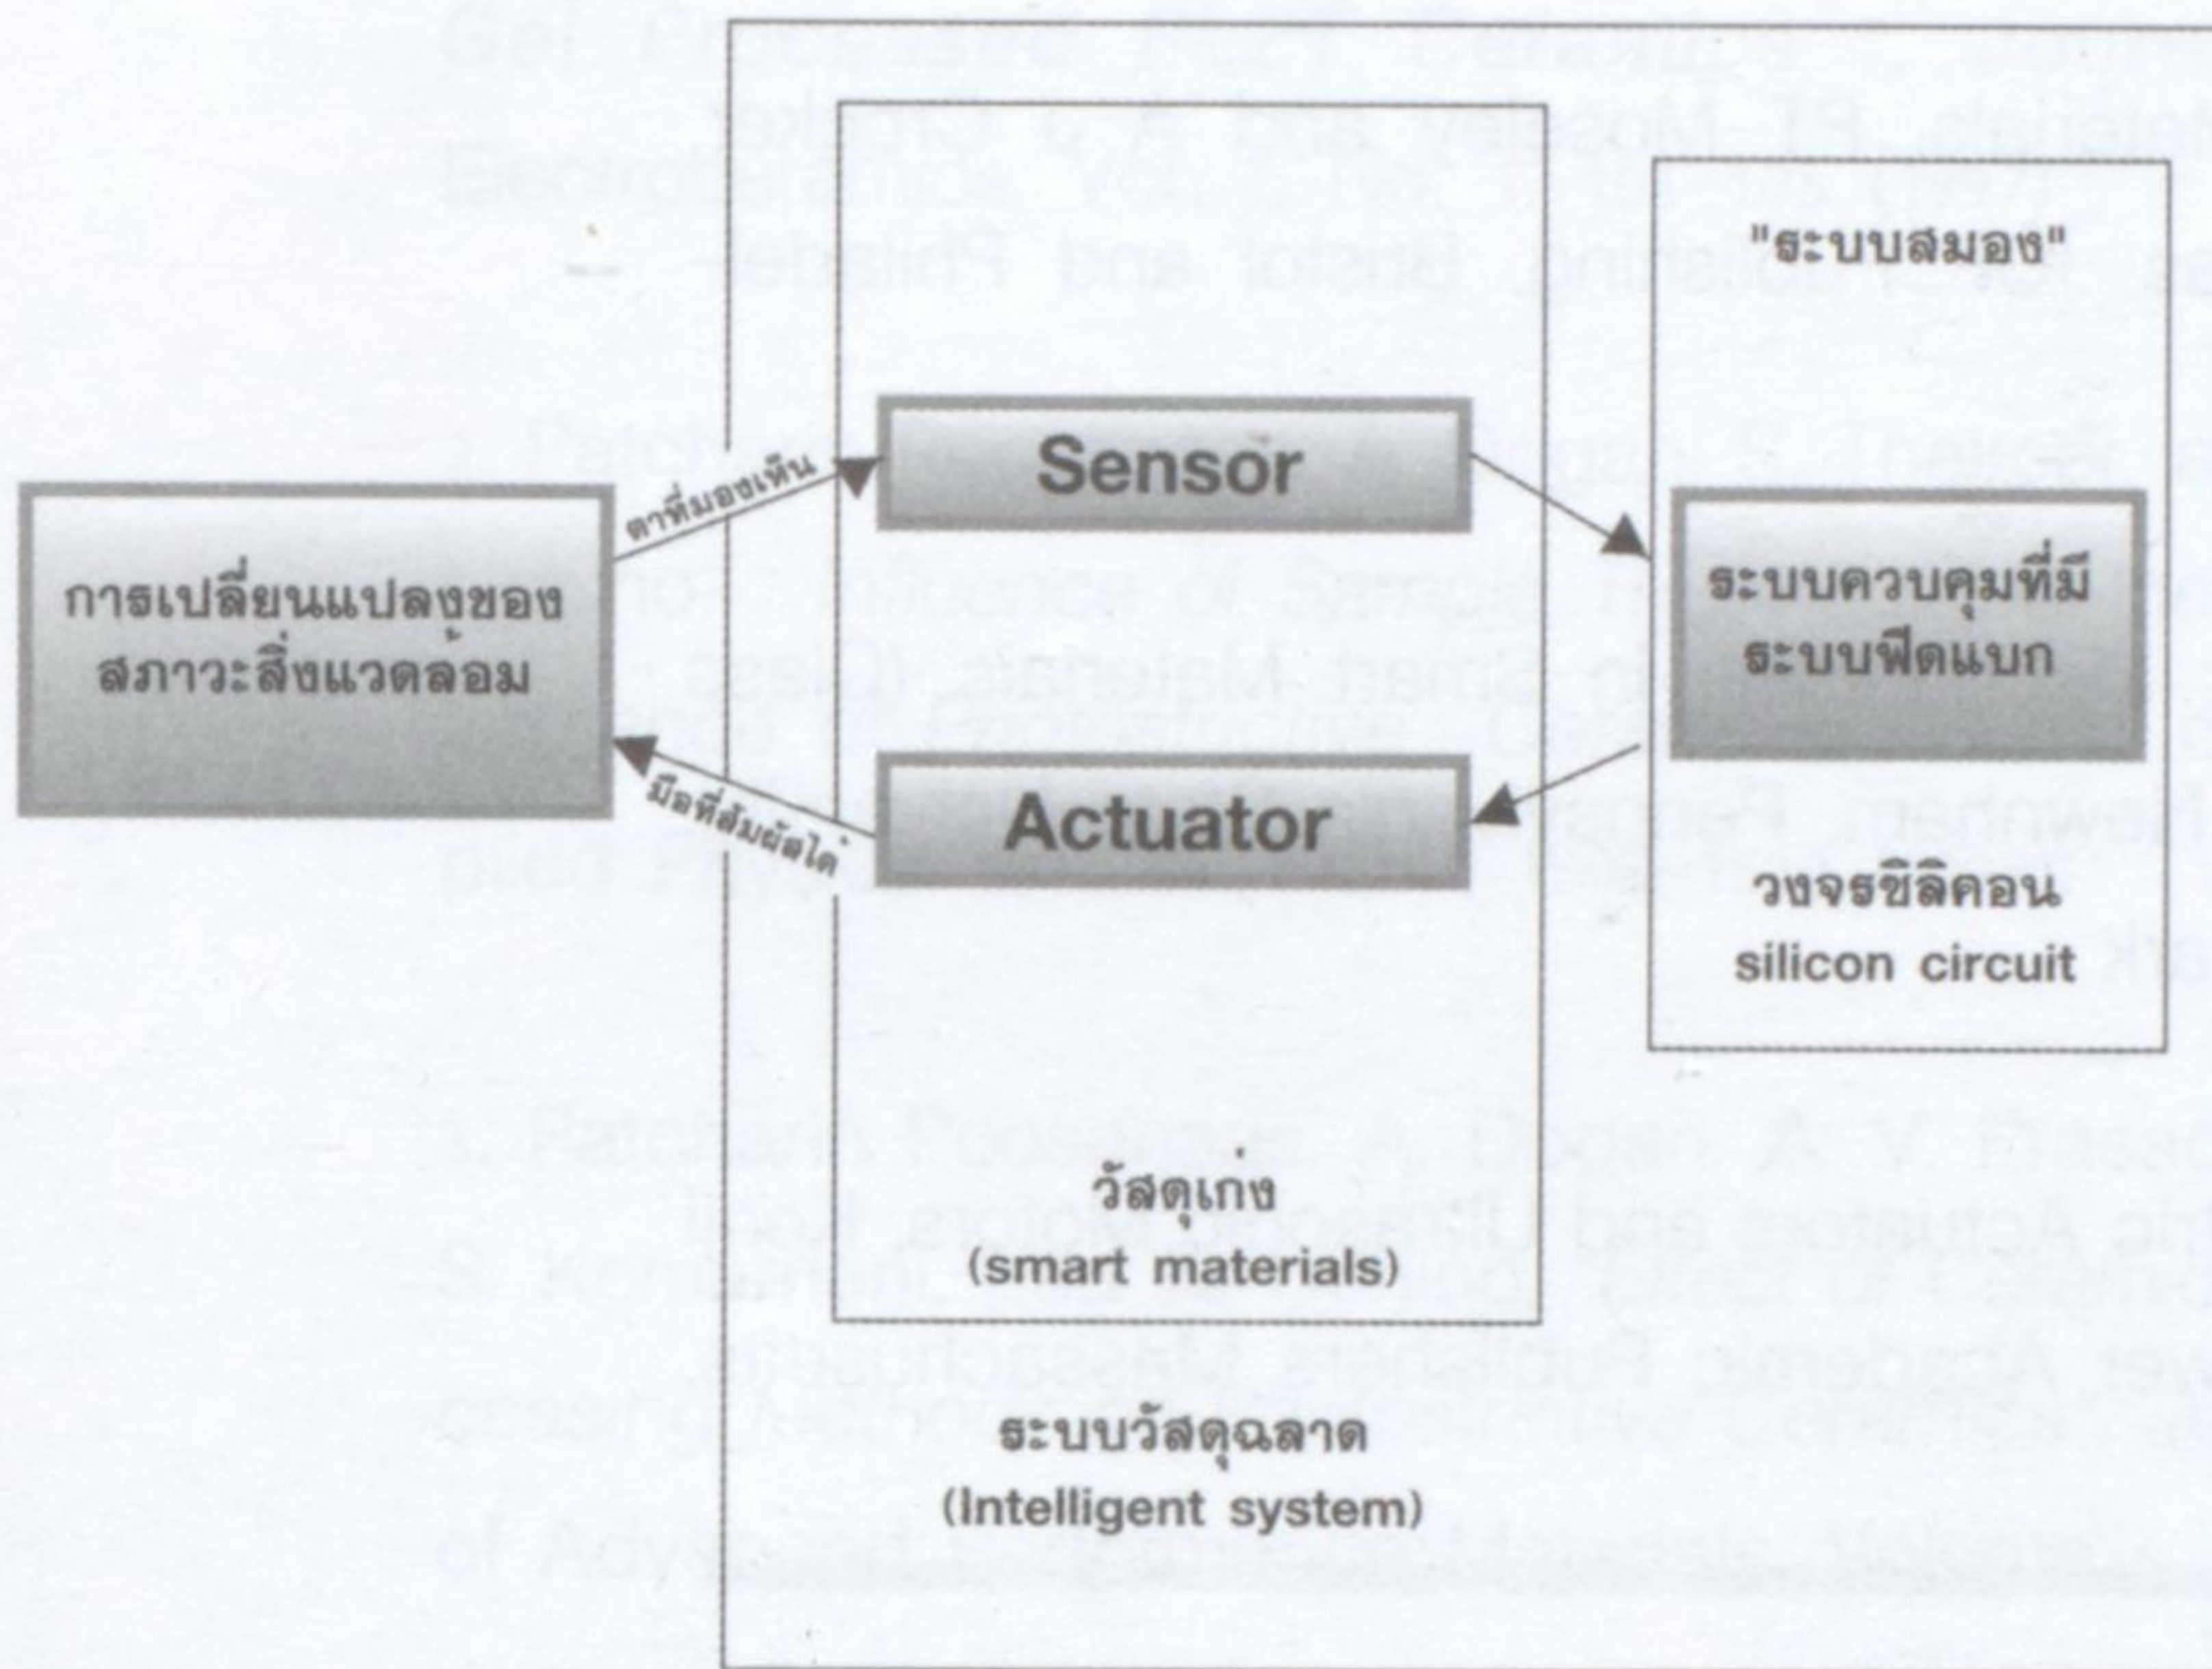 "ระบบสมอง"
ตาที่มองเห็น
Sensor
การเปลี่ยนแปลงของ
สภาวะสิ่งแวดล้อม
ระบบควบคุมที่มี
ระบบฟีดแบก
มือที่สัมผัสได้
Actuator
วงจรซิลิคอน
silicon circuit
วัสดุเก่ง
(smart materials)
ระบบวัสดุฉลาด
(Intelligent system)